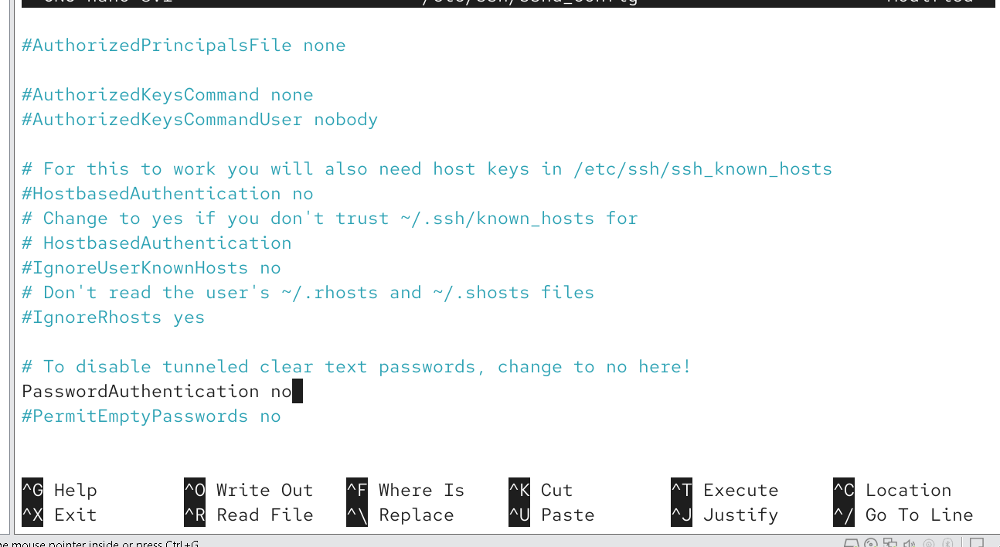 GNU nano 8.1 /etc/ssh/sshd_config Modified
#AuthorizedPrincipalsFile none
#AuthorizedKeysCommand none
#AuthorizedKeysCommandUser nobody
# For this to work you will also need host keys in /etc/ssh/ssh_known_hosts
#HostbasedAuthentication no
# Change to yes if you don't trust ~/.ssh/known_hosts for
# HostbasedAuthentication
#IgnoreUserKnownHosts no
# Don't read the user's ~/.rhosts and ~/.shosts files
#IgnoreRhosts yes
# To disable tunneled clear text passwords, change to no here!
PasswordAuthentication no
#PermitEmptyPasswords no
^G Help ^O Write Out ^F Where Is ^K Cut ^T Execute ^C Location
^X Exit ^R Read File ^\ Replace ^U Paste ^J Justify ^/ Go To Line
mouse pointer inside or press Ctrl+G.